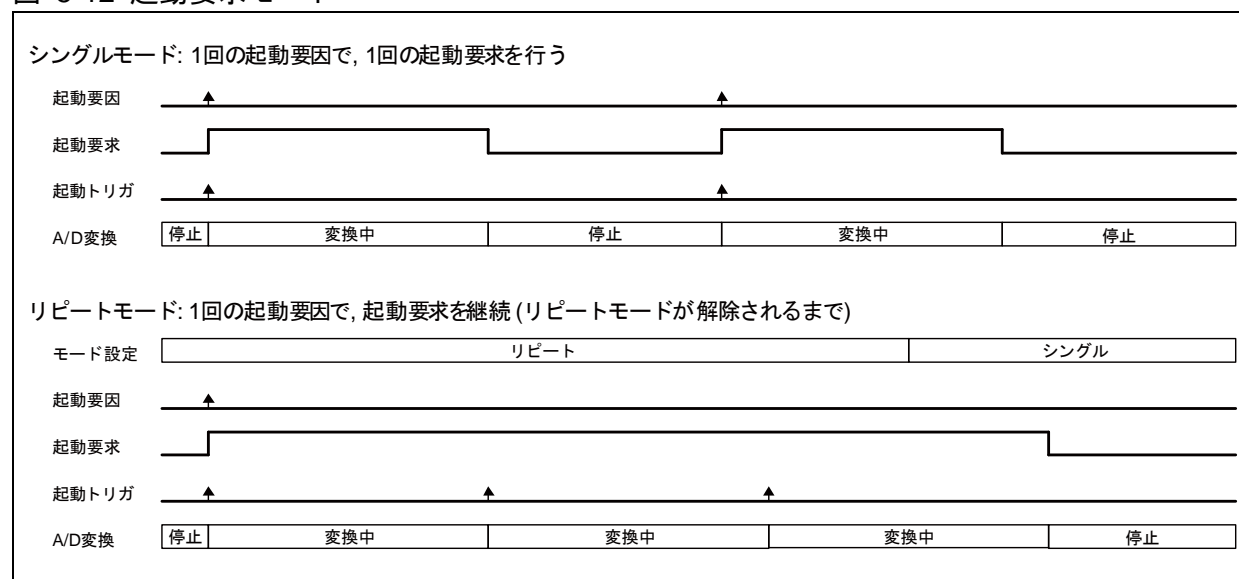 シングルモード: 1回の起動要因で, 1回の起動要求を行う
起動要因
起動要求
起動トリガ
A/D変換 停止 変換中 停止 変換中 停止
リピートモード: 1回の起動要因で, 起動要求を継続 (リピートモードが解除されるまで)
モード設定 リピート シングル
起動要因
起動要求
起動トリガ
A/D変換 停止 変換中 変換中 変換中 停止